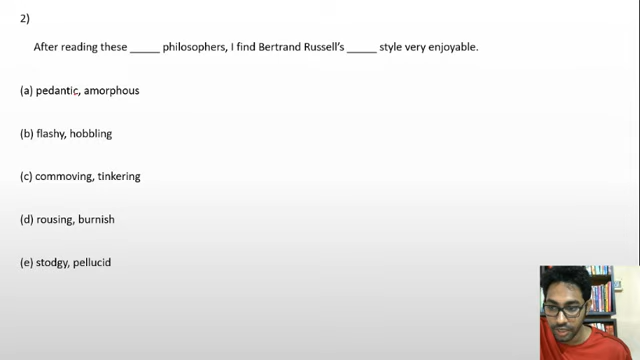 2)
After reading these _____ philosophers, I find Bertrand Russell's _____ style very enjoyable.
(a) pedantic, amorphous
(b) flashy, hobbling
(c) commoving, tinkering
(d) rousing, burnish
(e) stodgy, pellucid